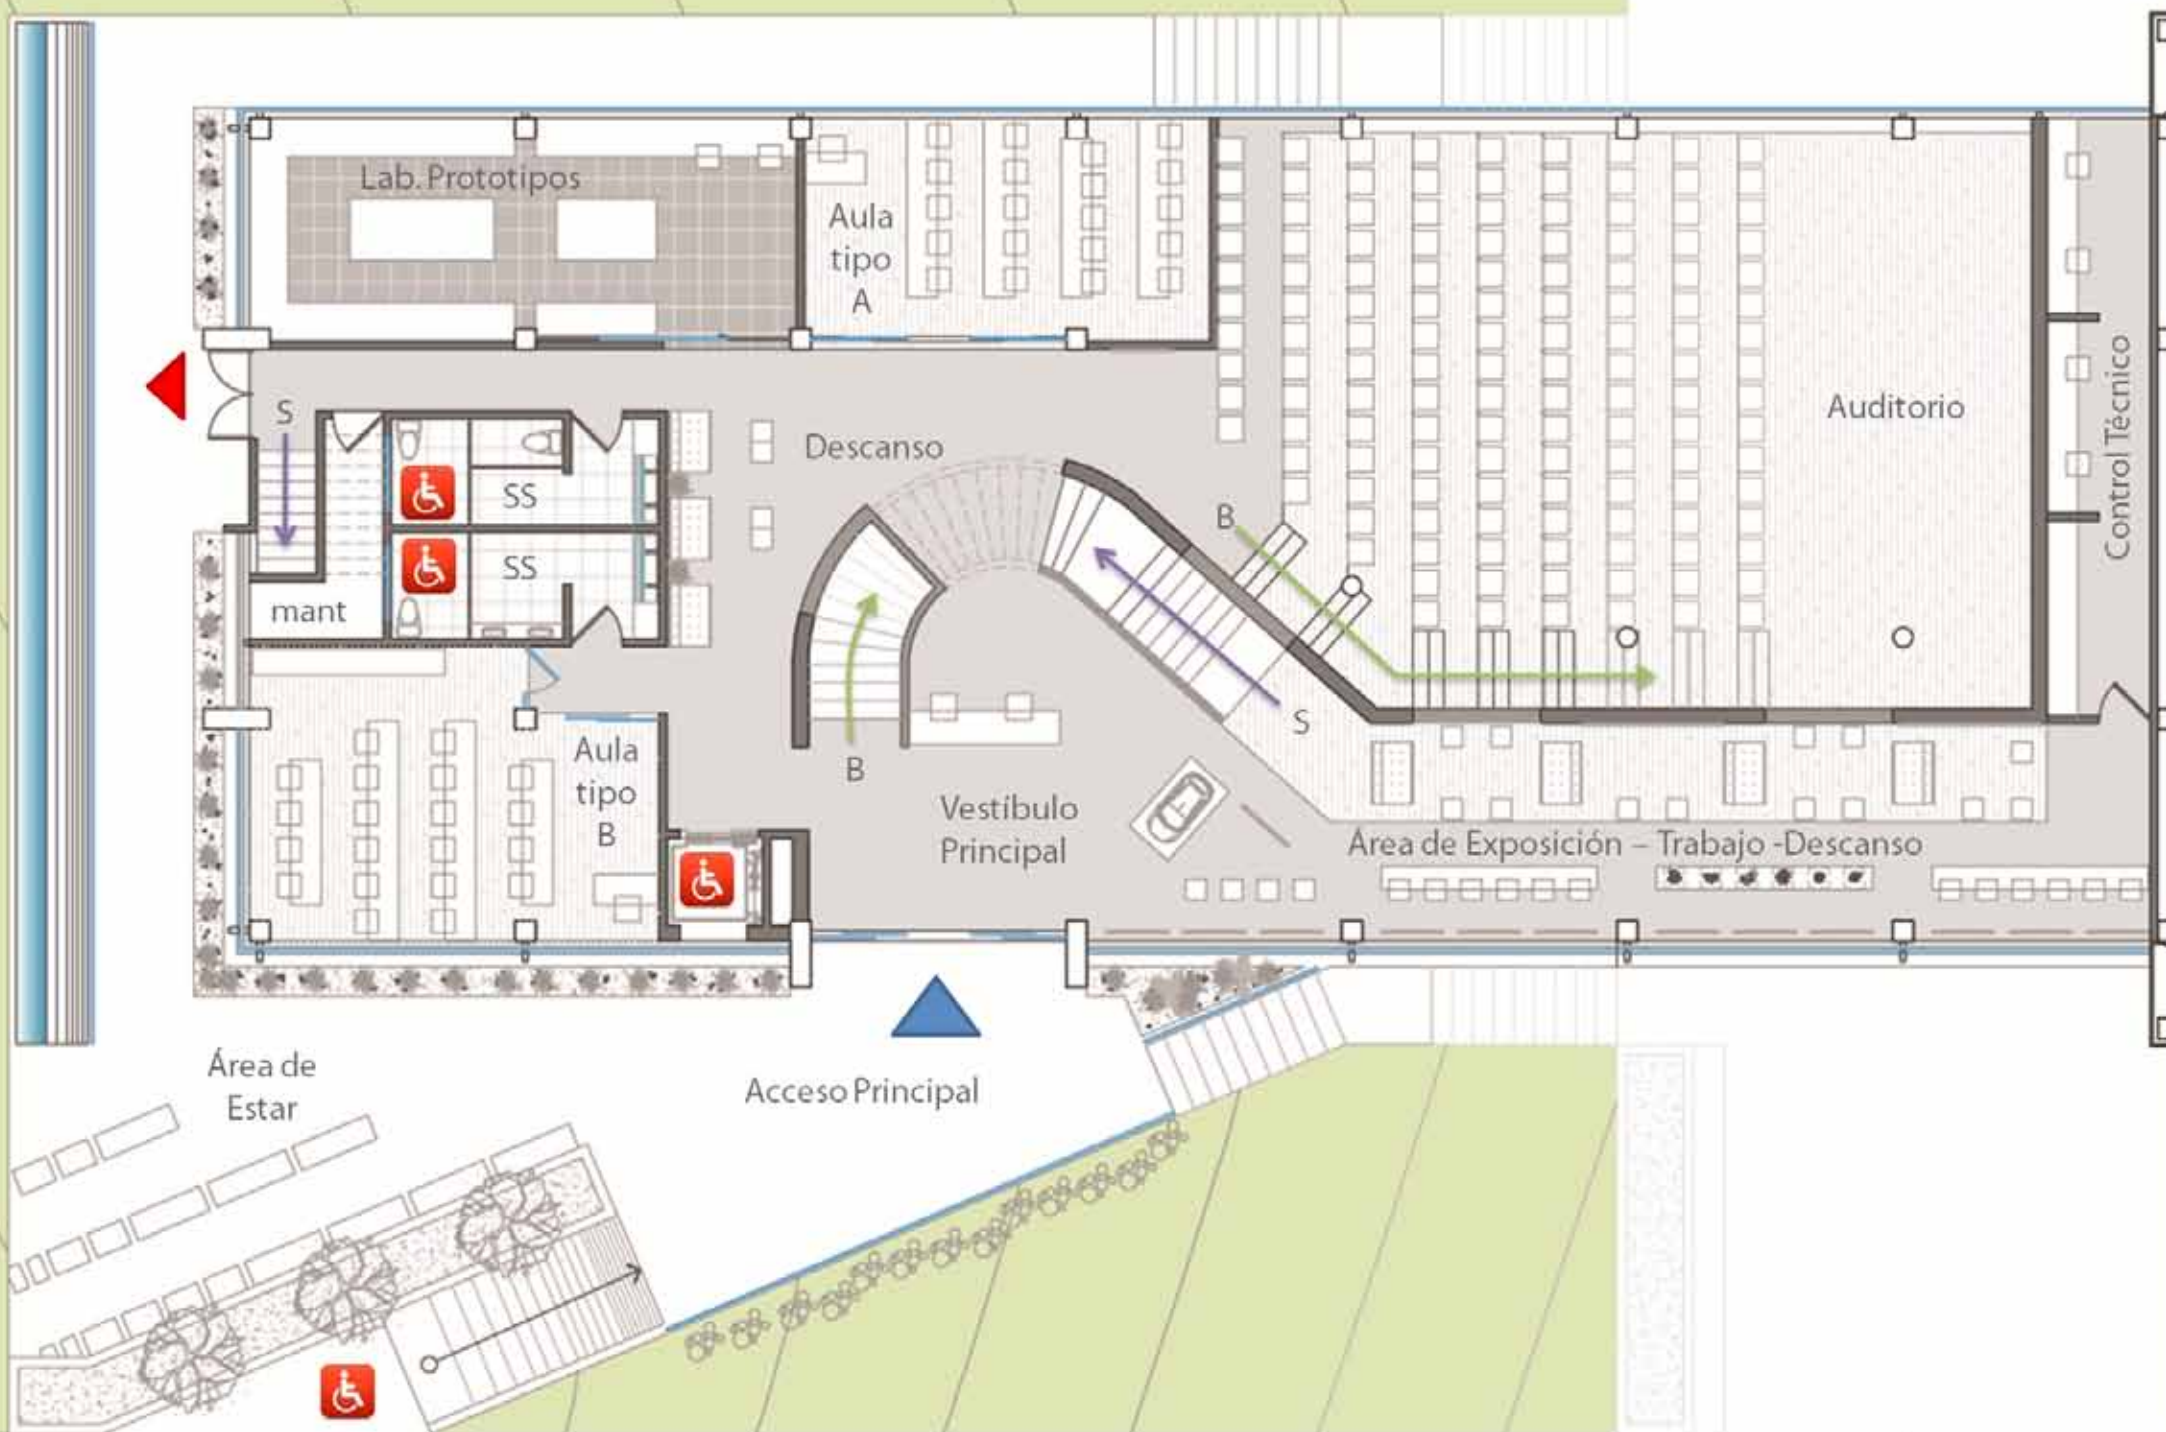 Lab. Prototipos
Aula
tipo
A
S
Descanso
Auditorio
Control Técnico
SS
B
SS
mant
S
Aula
tipo
B
B
Vestíbulo
Principal
Área de Exposición – Trabajo -Descanso
Área de
Estar
Acceso Principal